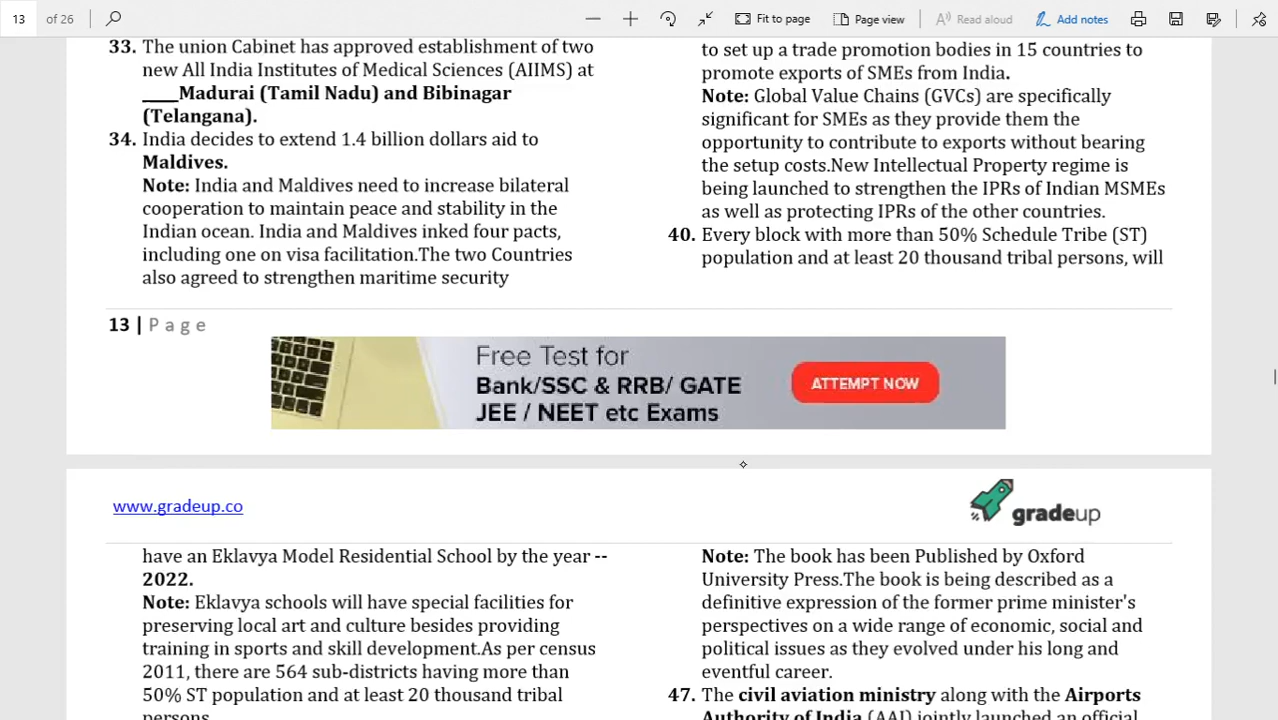 13 of 26
Fit to page
Page view
Read aloud
Add notes
33. The union Cabinet has approved establishment of two
new All India Institutes of Medical Sciences (AIIMS) at
____Madurai (Tamil Nadu) and Bibinagar
(Telangana).
34. India decides to extend 1.4 billion dollars aid to
Maldives.
Note: India and Maldives need to increase bilateral
cooperation to maintain peace and stability in the
Indian ocean. India and Maldives inked four pacts,
including one on visa facilitation.The two Countries
also agreed to strengthen maritime security
to set up a trade promotion bodies in 15 countries to
promote exports of SMEs from India.
Note: Global Value Chains (GVCs) are specifically
significant for SMEs as they provide them the
opportunity to contribute to exports without bearing
the setup costs.New Intellectual Property regime is
being launched to strengthen the IPRs of Indian MSMEs
as well as protecting IPRs of the other countries.
40. Every block with more than 50% Schedule Tribe (ST)
population and at least 20 thousand tribal persons, will
13 | Page
Free Test for
Bank/SSC & RRB/ GATE
JEE / NEET etc Exams
ATTEMPT NOW
www.gradeup.co
gradeup
have an Eklavya Model Residential School by the year --
2022.
Note: Eklavya schools will have special facilities for
preserving local art and culture besides providing
training in sports and skill development.As per census
2011, there are 564 sub-districts having more than
50% ST population and at least 20 thousand tribal
persons
Note: The book has been Published by Oxford
University Press.The book is being described as a
definitive expression of the former prime minister's
perspectives on a wide range of economic, social and
political issues as they evolved under his long and
eventful career.
47. The civil aviation ministry along with the Airports
Authority of India (AAI) jointly launched an official